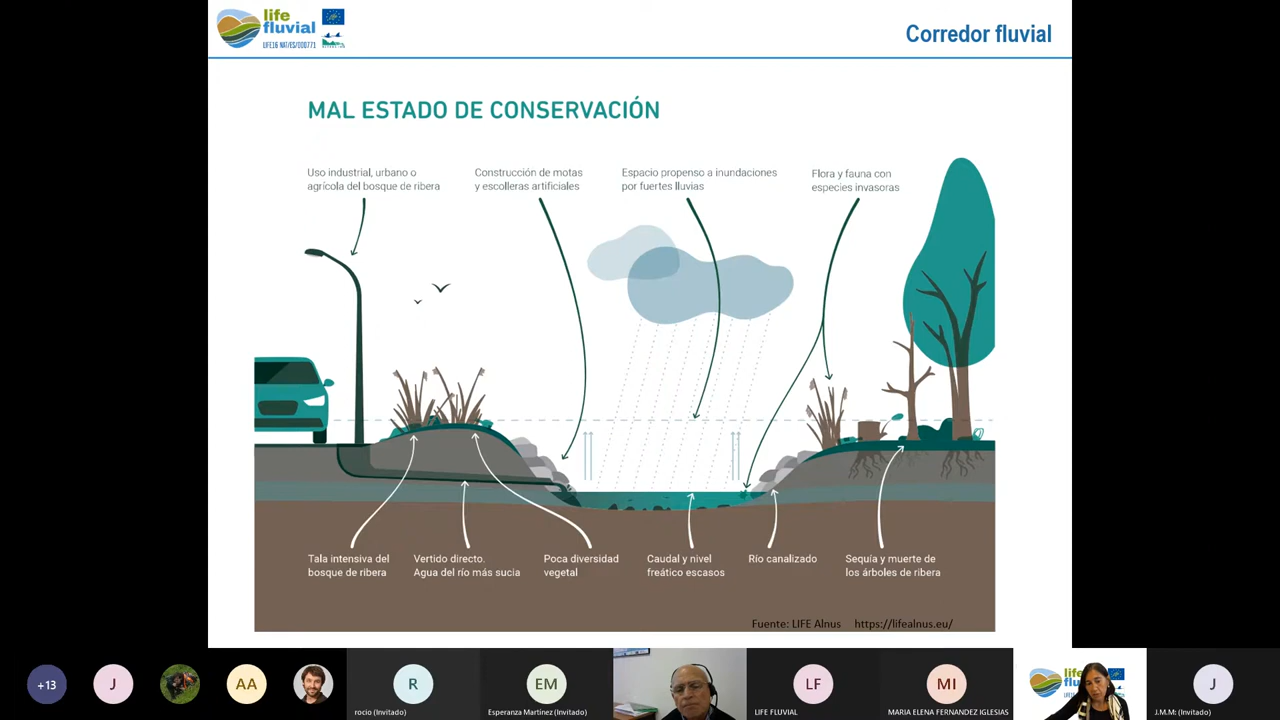 life
fluvial
LIFE16 NAT/ES/000771
Corredor fluvial
MAL ESTADO DE CONSERVACIÓN
Uso industrial, urbano o
agrícola del bosque de ribera
Construcción de motas
y escolleras artificiales
Espacio propenso a inundaciones
por fuertes lluvias
Flora y fauna con
especies invasoras
Tala intensiva del
bosque de ribera
Vertido directo.
Agua del río más sucia
Poca diversidad
vegetal
Caudal y nivel
freático escasos
Río canalizado
Sequía y muerte de
los árboles de ribera
Fuente: LIFE Alnus https://lifealnus.eu/
+13
J
AA
R
rocio (Invitado)
EM
Esperanza Martínez (Invitado)
LF
LIFE FLUVIAL
MI
MARIA ELENA FERNANDEZ IGLESIAS
life
fluvial
J
J.M.M: (Invitado)